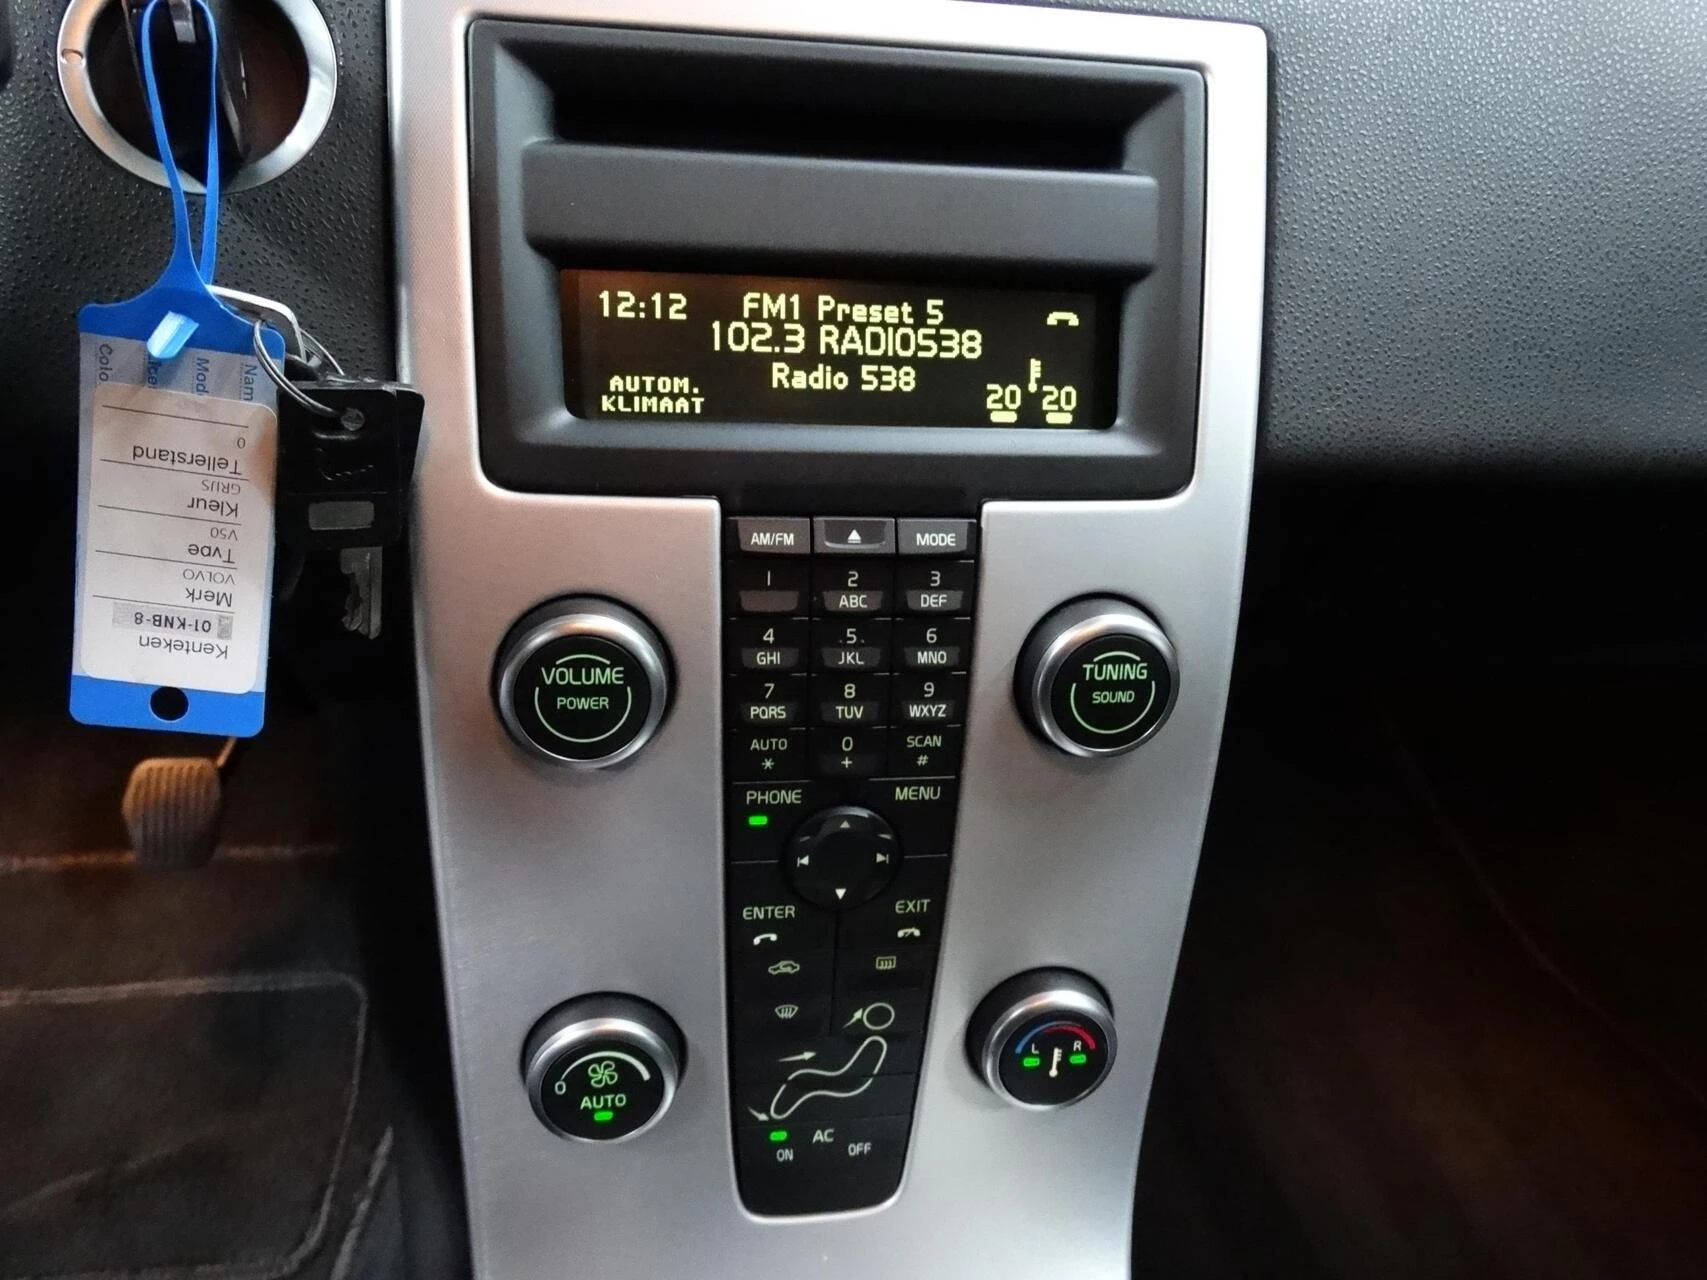 12:12 FM1 Preset 5
102.3 RADIO538
Radio 538
AUTOM.
KLIMAAT
20 20
AM/FM MODE
1 2 3
ABC DEF
4 5 6
GHI JKL MNO
7 8 9
PQRS TUV WXYZ
AUTO 0 SCAN
* + #
PHONE MENU
ENTER EXIT
AC
ON OFF
VOLUME
POWER
TUNING
SOUND
0
AUTO
L R
Kenteken
01-KNB-8
Merk
VOLVO
Type
V50
Kleur
GRIJS
Tellerstand
0